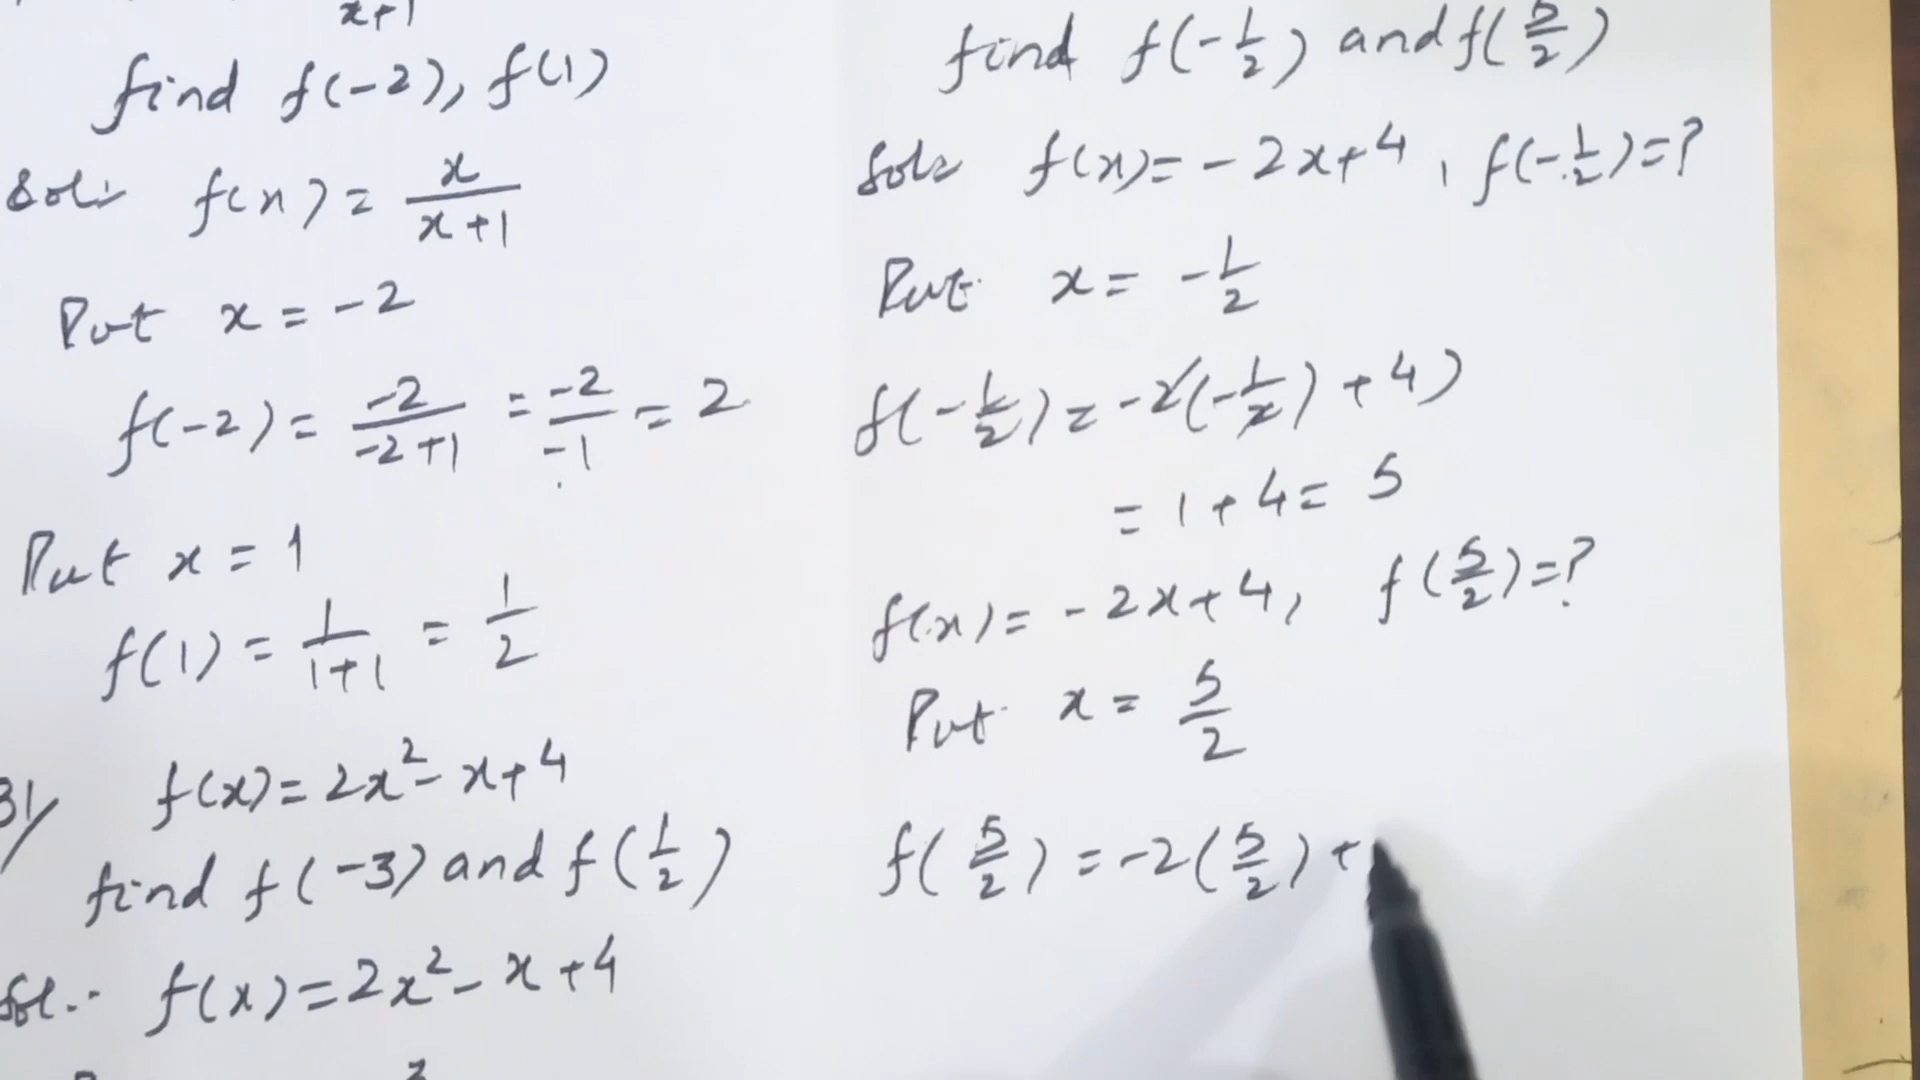 x+1
find f(-2), f(1)
Sol:- f(x) = x/(x+1)
Put x = -2
f(-2) = -2/(-2+1) = -2/-1 = 2
Put x = 1
f(1) = 1/(1+1) = 1/2
31/ f(x) = 2x² - x + 4
find f(-3) and f(1/2)
Sol:- f(x) = 2x² - x + 4
find f(-1/2) and f(5/2)
Sol: f(x) = -2x+4, f(-1/2) = ?
Put x = -1/2
f(-1/2) = -2(-1/2) + 4)
= 1 + 4 = 5
f(x) = -2x+4, f(5/2) = ?
Put x = 5/2
f(5/2) = -2(5/2) +